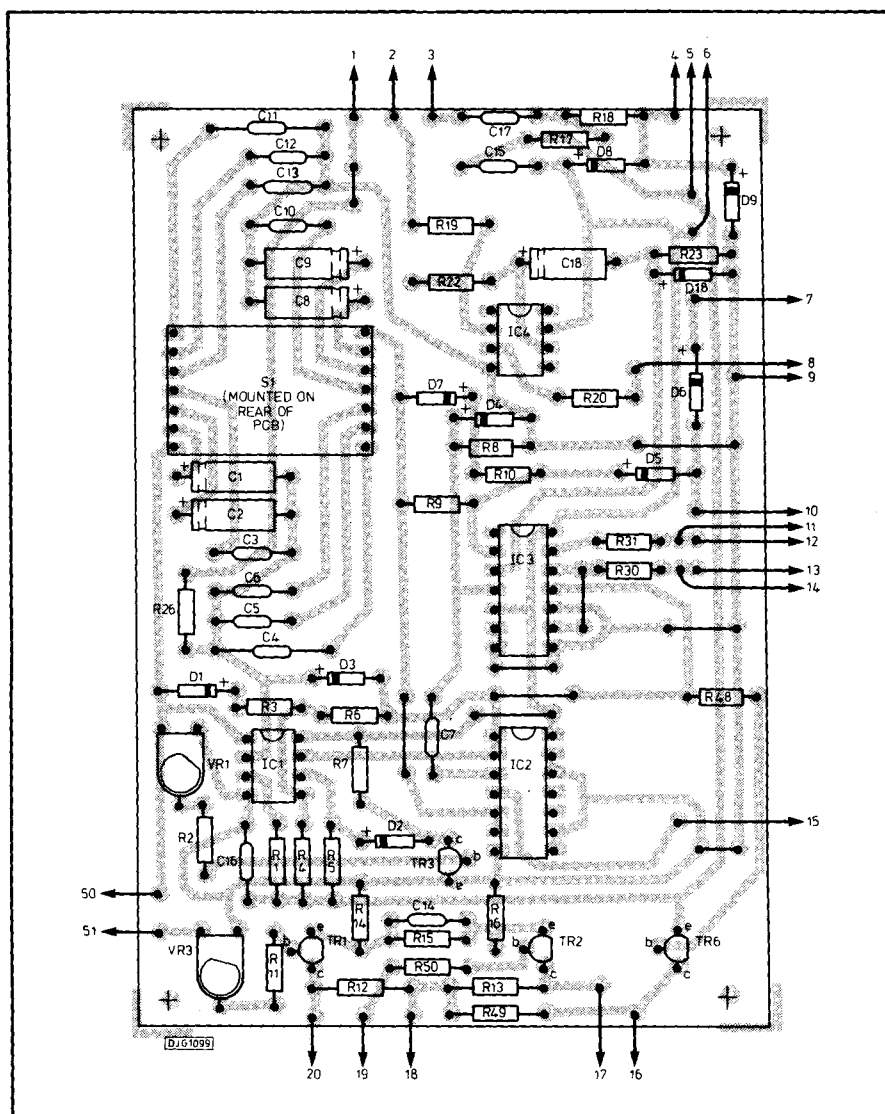 1 2 3 4 5 6
C11
C17 R18
R17
C12
C15 D8 +
C13
+ D9
C10 R19
C9 + R22 + C18 R23
+ D18
C8 +
7
IC4
8
S1
(MOUNTED ON
REAR OF
PCB)
D7 + + D4 R20 + D6 9
R8
+ C1 R10 + D5
R9
+ C2 10
11
C3 IC3 R31 12
R30 13
14
C6
R26 C5
C4
D1 + + D3
R3 R6 R48
C7
VR1 IC1 R7 IC2
15
R2 + D2 c
TR3 b
e
C16 R1 R4 R5
50
R14 C14 R16
51 e e e
b TR1 R15 b TR2 b TR6
VR3 R11 c R50 c c
R12 R13
R49
DJG1099
20 19 18 17 16